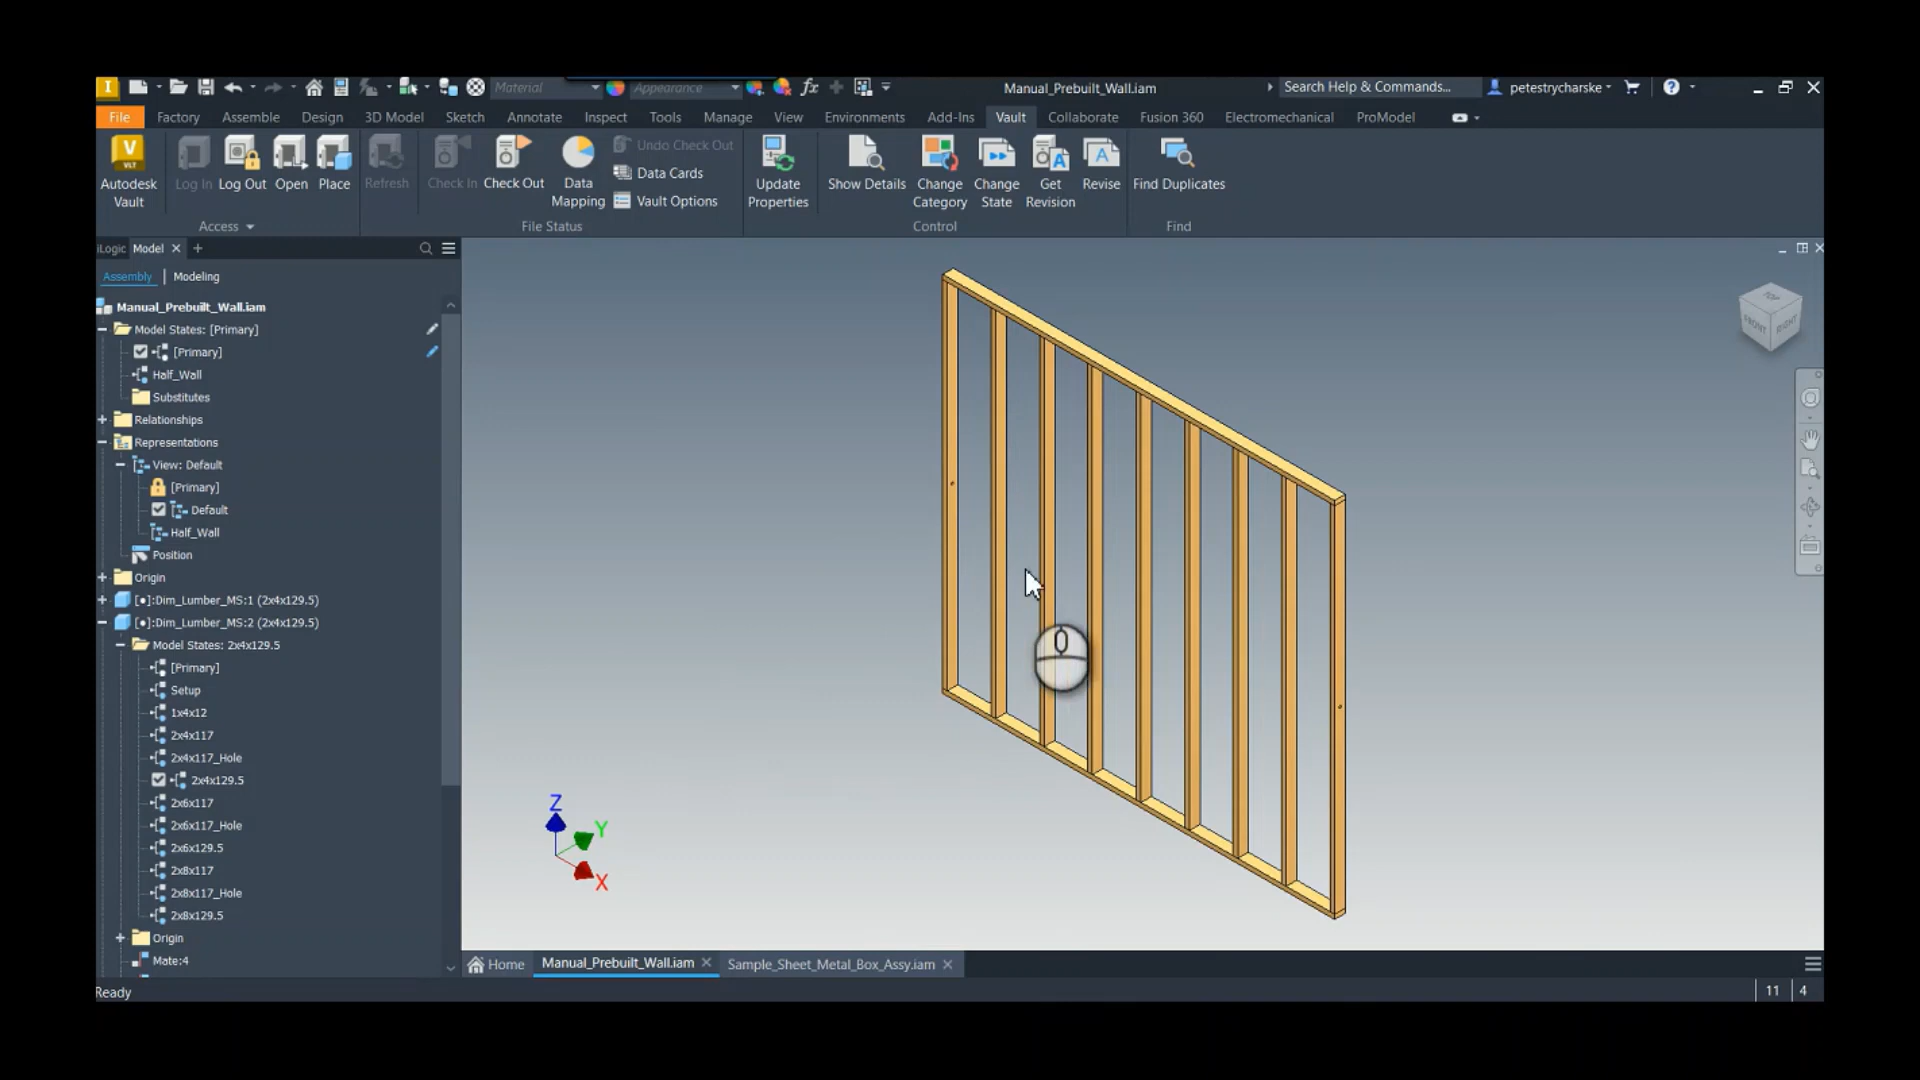 I Material Appearance fx Manual_Prebuilt_Wall.iam Search Help & Commands... petestrycharske
File Factory Assemble Design 3D Model Sketch Annotate Inspect Tools Manage View Environments Add-Ins Vault Collaborate Fusion 360 Electromechanical ProModel
V VLT
Autodesk Vault Log In Log Out Open Place Refresh Check In Check Out Data Mapping Undo Check Out Data Cards Vault Options Update Properties Show Details Change Category Change State Get Revision Revise Find Duplicates
Access File Status Control Find
iLogic Model × +
Assembly | Modeling
Manual_Prebuilt_Wall.iam
Model States: [Primary]
[Primary]
Half_Wall
Substitutes
Relationships
Representations
View: Default
[Primary]
Default
Half_Wall
Position
Origin
[●]:Dim_Lumber_MS:1 (2x4x129.5)
[●]:Dim_Lumber_MS:2 (2x4x129.5)
Model States: 2x4x129.5
[Primary]
Setup
1x4x12
2x4x117
2x4x117_Hole
2x4x129.5
2x6x117
2x6x117_Hole
2x6x129.5
2x8x117
2x8x117_Hole
2x8x129.5
Origin
Mate:4
TOP
FRONT RIGHT
Z
Y
X
Home Manual_Prebuilt_Wall.iam × Sample_Sheet_Metal_Box_Assy.iam ×
Ready 11 4